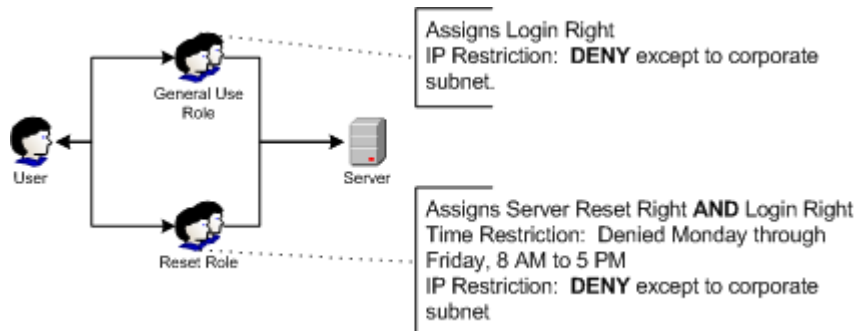 Assigns Login Right
IP Restriction: DENY except to corporate
subnet.
General Use
Role
User
Server
Reset Role
Assigns Server Reset Right AND Login Right
Time Restriction: Denied Monday through
Friday, 8 AM to 5 PM
IP Restriction: DENY except to corporate
subnet